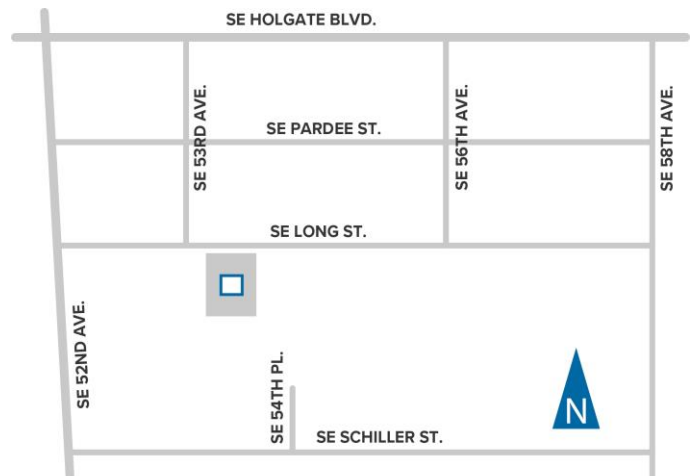 SE HOLGATE BLVD.
SE 53RD AVE.
SE PARDEE ST.
SE 56TH AVE.
SE 58TH AVE.
SE LONG ST.
SE 52ND AVE.
SE 54TH PL.
SE SCHILLER ST.
N